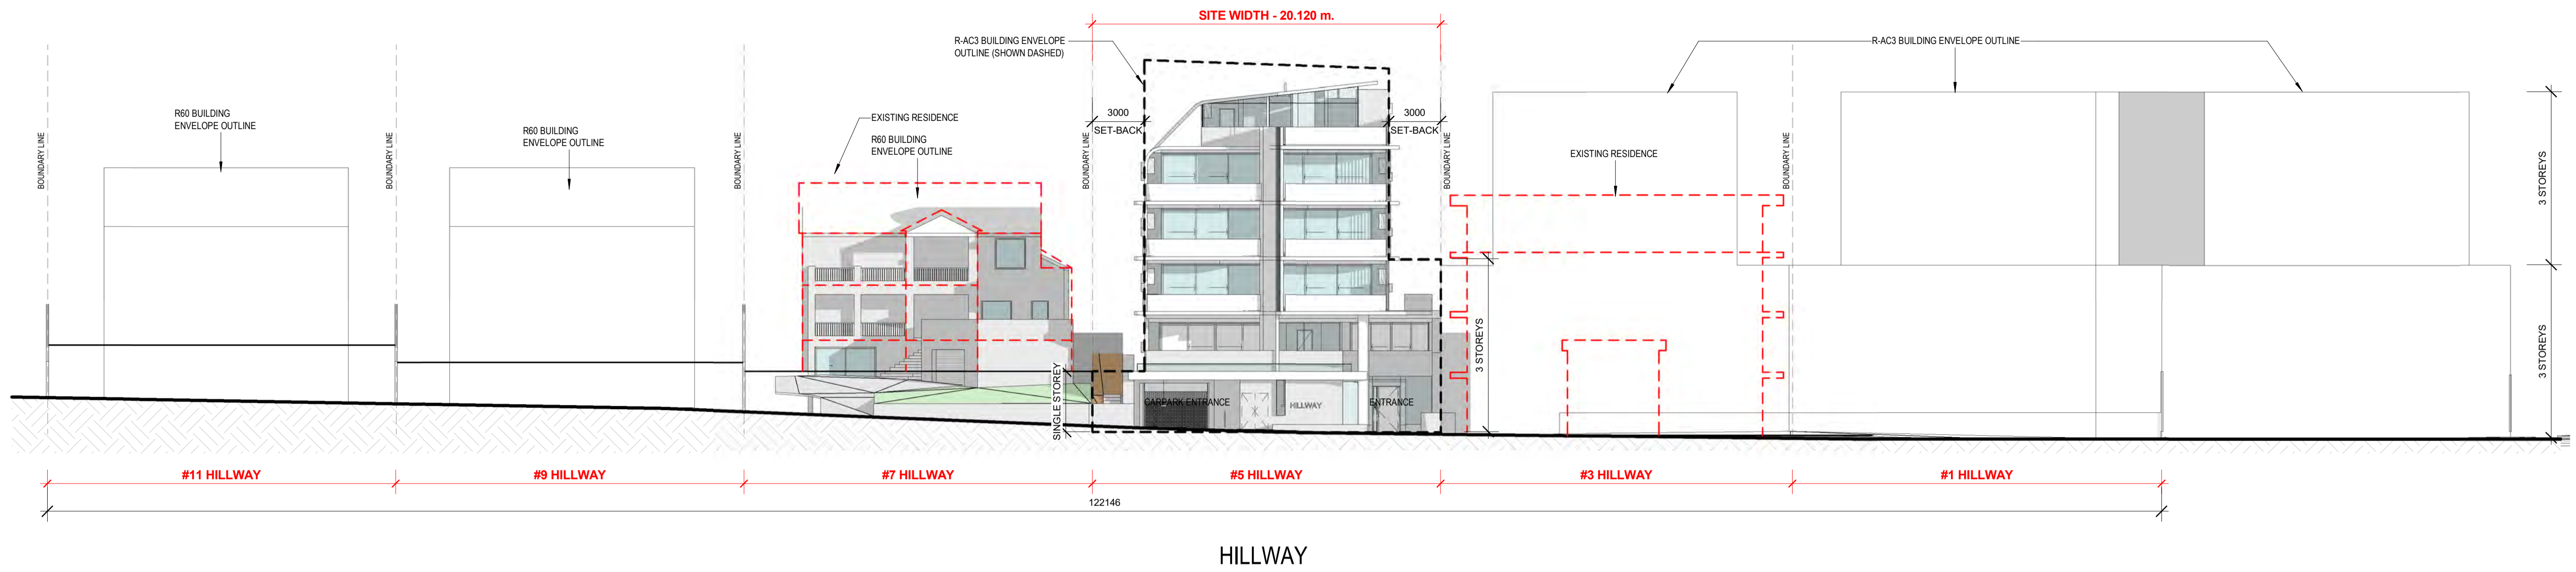 SITE WIDTH - 20.120 m.
R-AC3 BUILDING ENVELOPE
OUTLINE (SHOWN DASHED)
R-AC3 BUILDING ENVELOPE OUTLINE
R60 BUILDING
ENVELOPE OUTLINE
R60 BUILDING
ENVELOPE OUTLINE
EXISTING RESIDENCE
R60 BUILDING
ENVELOPE OUTLINE
3000
SET-BACK
3000
SET-BACK
EXISTING RESIDENCE
BOUNDARY LINE
BOUNDARY LINE
BOUNDARY LINE
BOUNDARY LINE
BOUNDARY LINE
BOUNDARY LINE
3 STOREYS
3 STOREYS
3 STOREYS
SINGLE STOREY
CARPARK ENTRANCE
HILLWAY
ENTRANCE
#11 HILLWAY
#9 HILLWAY
#7 HILLWAY
#5 HILLWAY
#3 HILLWAY
#1 HILLWAY
122146
HILLWAY